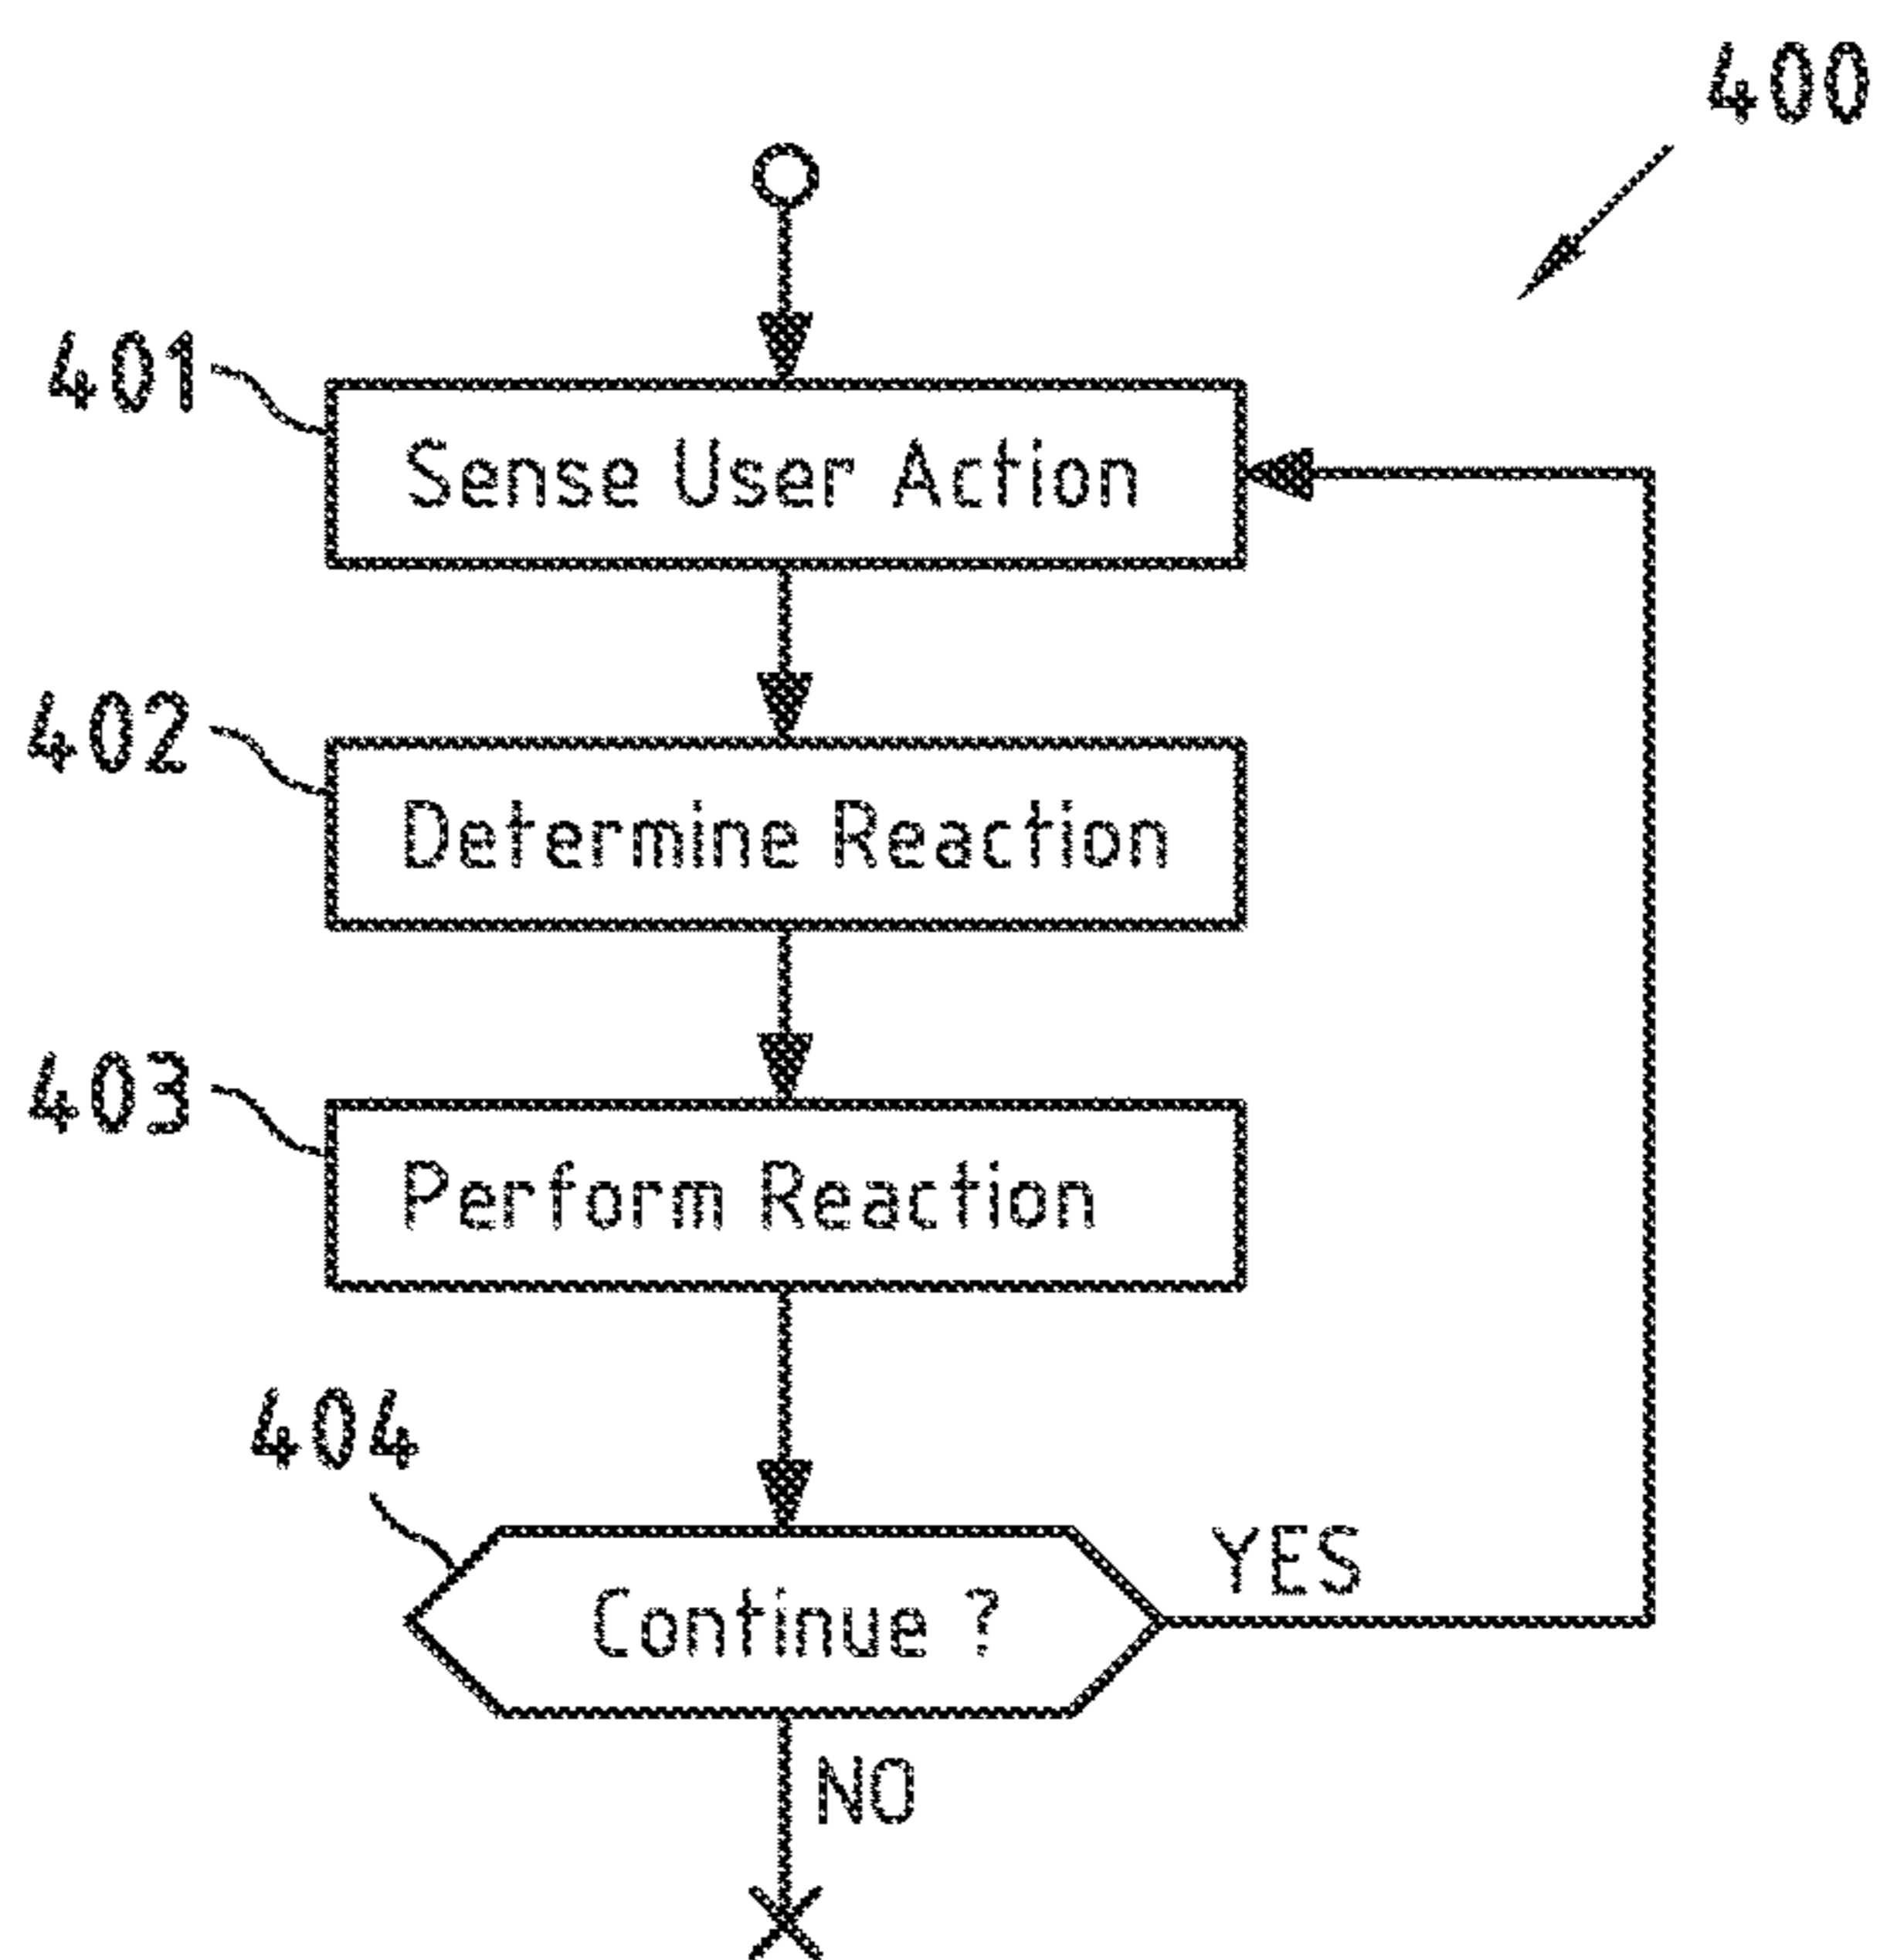 400
401
Sense User Action
402
Determine Reaction
403
Perform Reaction
404
Continue ?
YES
NO